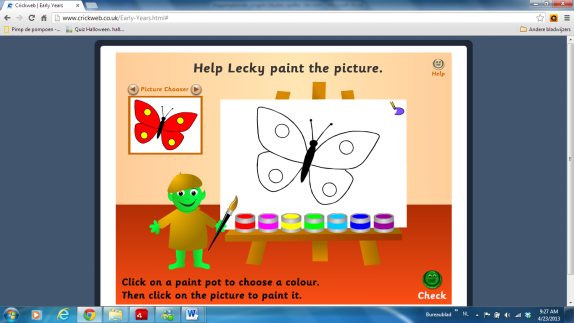 Crickweb | Early Years
www.crickweb.co.uk/Early-Years.html#
Pimp de pompoen -...
Quiz Halloween. hall...
Andere bladwijzers
Help Lecky paint the picture.
Help
Picture Chooser
Click on a paint pot to choose a colour.
Then click on the picture to paint it.
Check
Bureaublad
NL
9:27 AM
4/23/2013